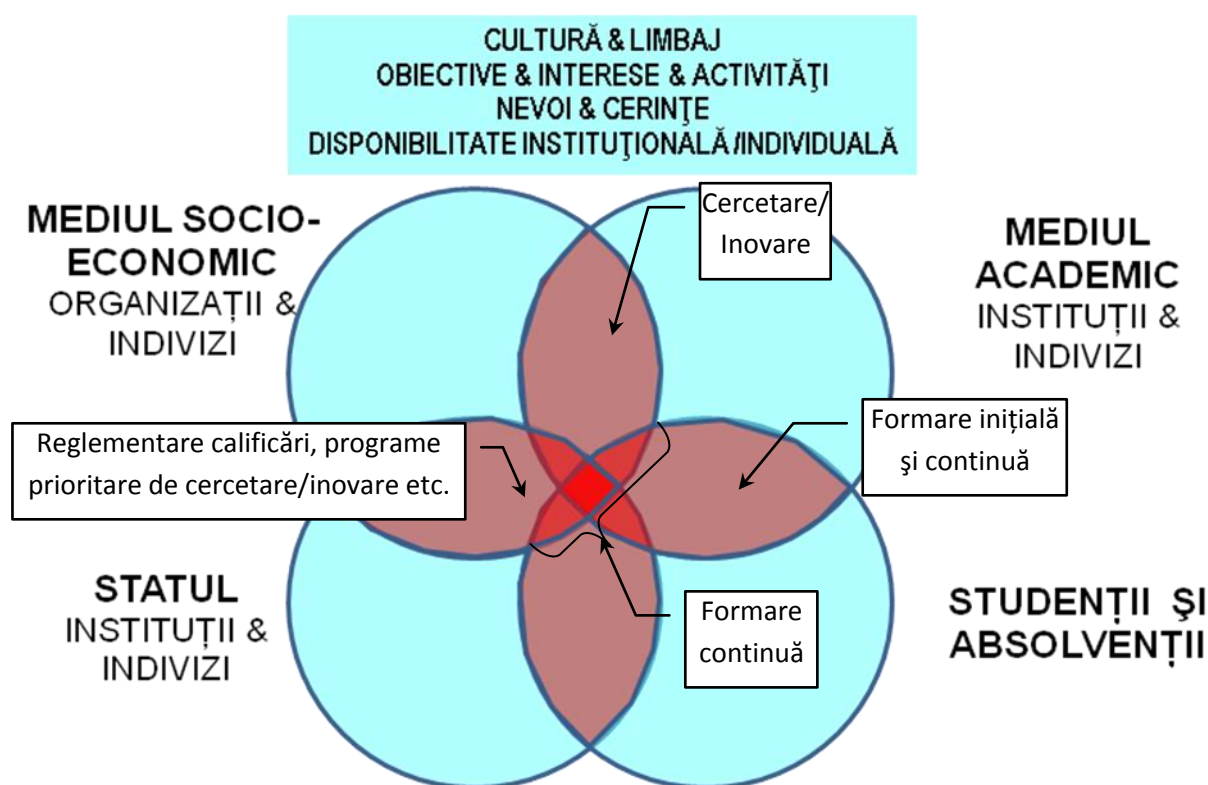 CULTURĂ & LIMBAJ
OBIECTIVE & INTERESE & ACTIVITĂŢI
NEVOI & CERINŢE
DISPONIBILITATE INSTITUŢIONALĂ/INDIVIDUALĂ
MEDIUL SOCIO-
ECONOMIC
ORGANIZAȚII &
INDIVIZI
Cercetare/
Inovare
MEDIUL
ACADEMIC
INSTITUȚII &
INDIVIZI
Reglementare calificări, programe
prioritare de cercetare/inovare etc.
Formare inițială
şi continuă
STATUL
INSTITUȚII &
INDIVIZI
Formare
continuă
STUDENȚII ŞI
ABSOLVENȚII